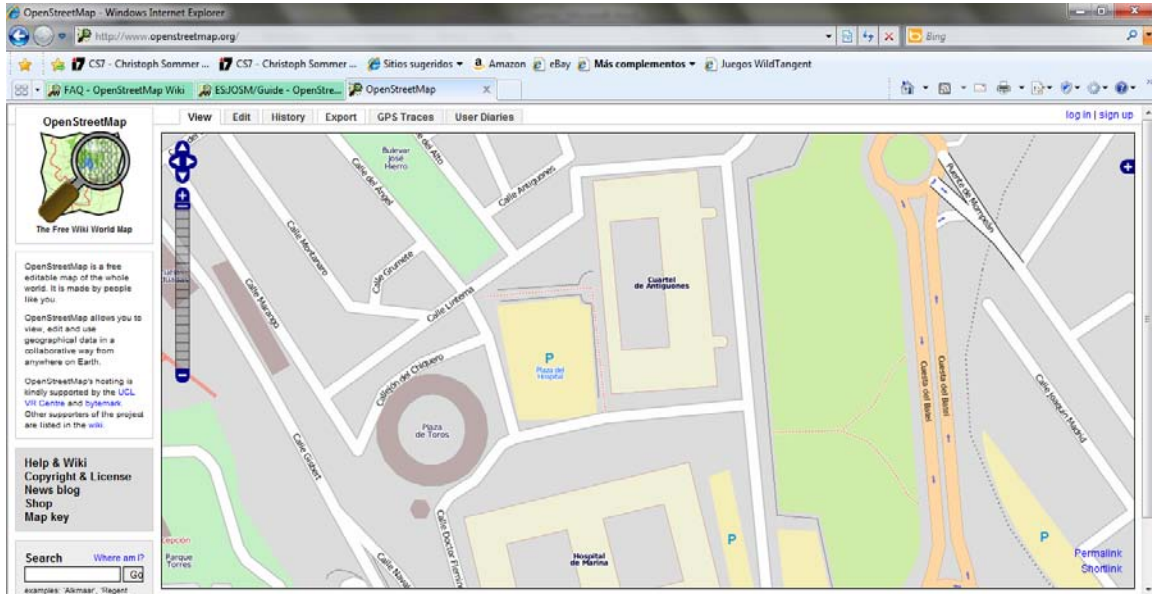 OpenStreetMap - Windows Internet Explorer
http://www.openstreetmap.org/
Bing
CS7 - Christoph Sommer ...
CS7 - Christoph Sommer ...
Sitios sugeridos
Amazon
eBay
Más complementos
Juegos WildTangent
FAQ - OpenStreetMap Wiki
ES:JOSM/Guide - OpenStre...
OpenStreetMap
X
OpenStreetMap
The Free Wiki World Map
View
Edit
History
Export
GPS Traces
User Diaries
log in | sign up
OpenStreetMap is a free
editable map of the whole
world. It is made by people
like you.
OpenStreetMap allows you to
view, edit and use
geographical data in a
collaborative way from
anywhere on Earth.
OpenStreetMap's hosting is
kindly supported by the UCL
VR Centre and bytemark.
Other supporters of the project
are listed in the wiki.
Help & Wiki
Copyright & License
News blog
Shop
Map key
Search
Where am I?
Go
examples: 'Alkmaar', 'Regent
Bulevar
José
Hierro
Calle del Angel
del Alto
Calle Antiguones
Calle Montanaro
Calle Grumete
Calle Marango
Calle Linterna
Callejón del Chiquero
Plaza
de Toros
P
Plaza del
Hospital
Cuartel
de Antiguones
Puente de Mompeán
Cuesta del Batel
Cuesta del Batel
Calle Joaquín Madrid
Calle Gisbert
Calle Doctor Fleming
Hospital
de Marina
P
P
Parque
Torres
Permalink
Shortlink